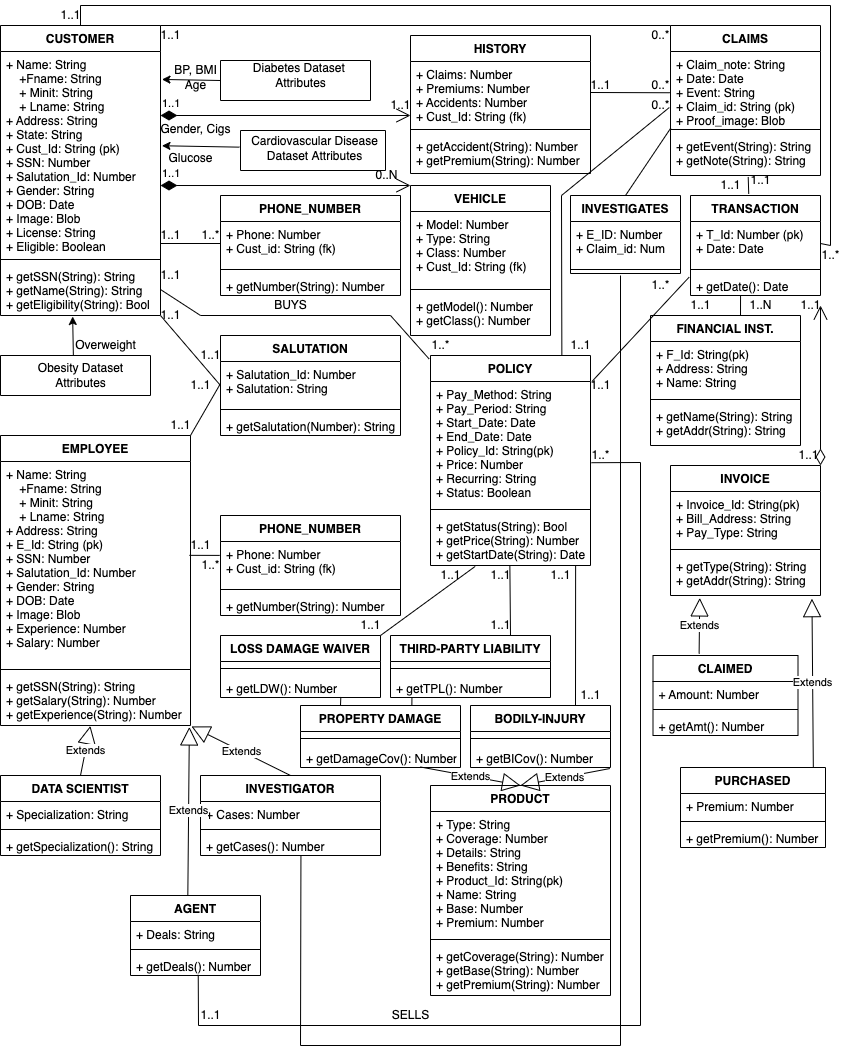 1..1
CUSTOMER
+ Name: String
+Fname: String
+ Minit: String
+ Lname: String
+ Address: String
+ State: String
+ Cust_Id: String (pk)
+ SSN: Number
+ Salutation_Id: Number
+ Gender: String
+ DOB: Date
+ Image: Blob
+ License: String
+ Eligible: Boolean
+ getSSN(String): String
+ getName(String): String
+ getEligibility(String): Bool
1..1
0..*
BP, BMI
Age
Diabetes Dataset
Attributes
1..1
1..1
Gender, Cigs
Cardiovascular Disease
Dataset Attributes
Glucose
1..1
0..N
HISTORY
+ Claims: Number
+ Premiums: Number
+ Accidents: Number
+ Cust_Id: String (fk)
+ getAccident(String): Number
+ getPremium(String): Number
1..1
0..*
0..*
CLAIMS
+ Claim_note: String
+ Date: Date
+ Event: String
+ Claim_id: String (pk)
+ Proof_image: Blob
+ getEvent(String): String
+ getNote(String): String
1..1
1..1
PHONE_NUMBER
+ Phone: Number
+ Cust_id: String (fk)
+ getNumber(String): Number
1..1
1..*
VEHICLE
+ Model: Number
+ Type: String
+ Class: Number
+ Cust_Id: String (fk)
+ getModel(): Number
+ getClass(): Number
INVESTIGATES
+ E_ID: Number
+ Claim_id: Num
TRANSACTION
+ T_Id: Number (pk)
+ Date: Date
+ getDate(): Date
1..*
1..*
1..1
BUYS
1..1
1..*
1..1
1..1
1..N
1..1
Overweight
Obesity Dataset
Attributes
SALUTATION
+ Salutation_Id: Number
+ Salutation: String
+ getSalutation(Number): String
1..1
1..1
1..1
POLICY
+ Pay_Method: String
+ Pay_Period: String
+ Start_Date: Date
+ End_Date: Date
+ Policy_Id: String(pk)
+ Price: Number
+ Recurring: String
+ Status: Boolean
+ getStatus(String): Bool
+ getPrice(String): Number
+ getStartDate(String): Date
1..1
1..*
FINANCIAL INST.
+ F_Id: String(pk)
+ Address: String
+ Name: String
+ getName(String): String
+ getAddr(String): String
1..1
INVOICE
+ Invoice_Id: String(pk)
+ Bill_Address: String
+ Pay_Type: String
+ getType(String): String
+ getAddr(String): String
EMPLOYEE
+ Name: String
+Fname: String
+ Minit: String
+ Lname: String
+ Address: String
+ E_Id: String (pk)
+ SSN: Number
+ Salutation_Id: Number
+ Gender: String
+ DOB: Date
+ Image: Blob
+ Experience: Number
+ Salary: Number
+ getSSN(String): String
+ getSalary(String): Number
+ getExperience(String): Number
1..1
1..*
PHONE_NUMBER
+ Phone: Number
+ Cust_id: String (fk)
+ getNumber(String): Number
1..1
1..1
1..1
1..1
1..1
1..1
LOSS DAMAGE WAIVER
+ getLDW(): Number
THIRD-PARTY LIABILITY
+ getTPL(): Number
PROPERTY DAMAGE
+ getDamageCov(): Number
BODILY-INJURY
+ getBICov(): Number
Extends
CLAIMED
+ Amount: Number
+ getAmt(): Number
Extends
PURCHASED
+ Premium: Number
+ getPremium(): Number
Extends
Extends
Extends
Extends
Extends
DATA SCIENTIST
+ Specialization: String
+ getSpecialization(): String
INVESTIGATOR
+ Cases: Number
+ getCases(): Number
PRODUCT
+ Type: String
+ Coverage: Number
+ Details: String
+ Benefits: String
+ Product_Id: String(pk)
+ Name: String
+ Base: Number
+ Premium: Number
+ getCoverage(String): Number
+ getBase(String): Number
+ getPremium(String): Number
AGENT
+ Deals: String
+ getDeals(): Number
1..1
SELLS